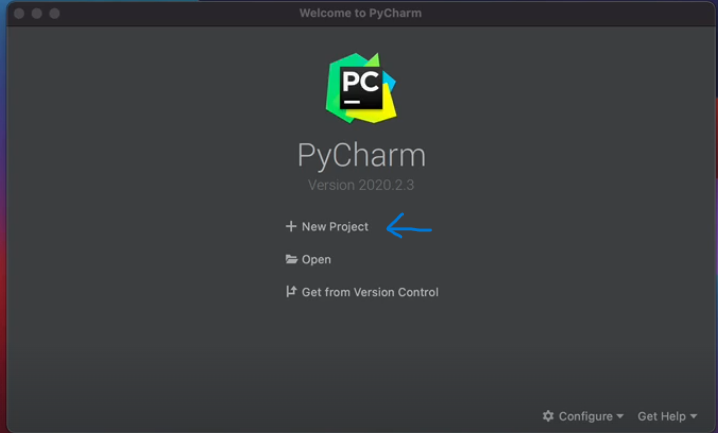 Welcome to PyCharm
PC
PyCharm
Version 2020.2.3
New Project
Open
Get from Version Control
Configure
Get Help